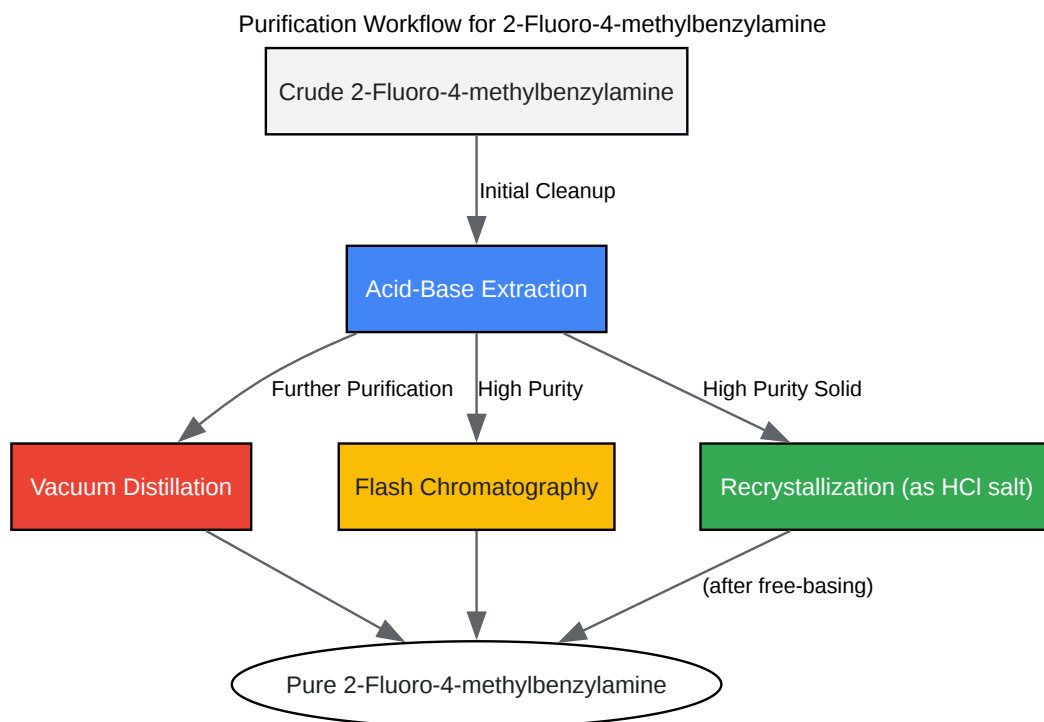 Purification Workflow for 2-Fluoro-4-methylbenzylamine
Crude 2-Fluoro-4-methylbenzylamine
Initial Cleanup
Acid-Base Extraction
Further Purification
High Purity
High Purity Solid
Vacuum Distillation
Flash Chromatography
Recrystallization (as HCl salt)
(after free-basing)
Pure 2-Fluoro-4-methylbenzylamine